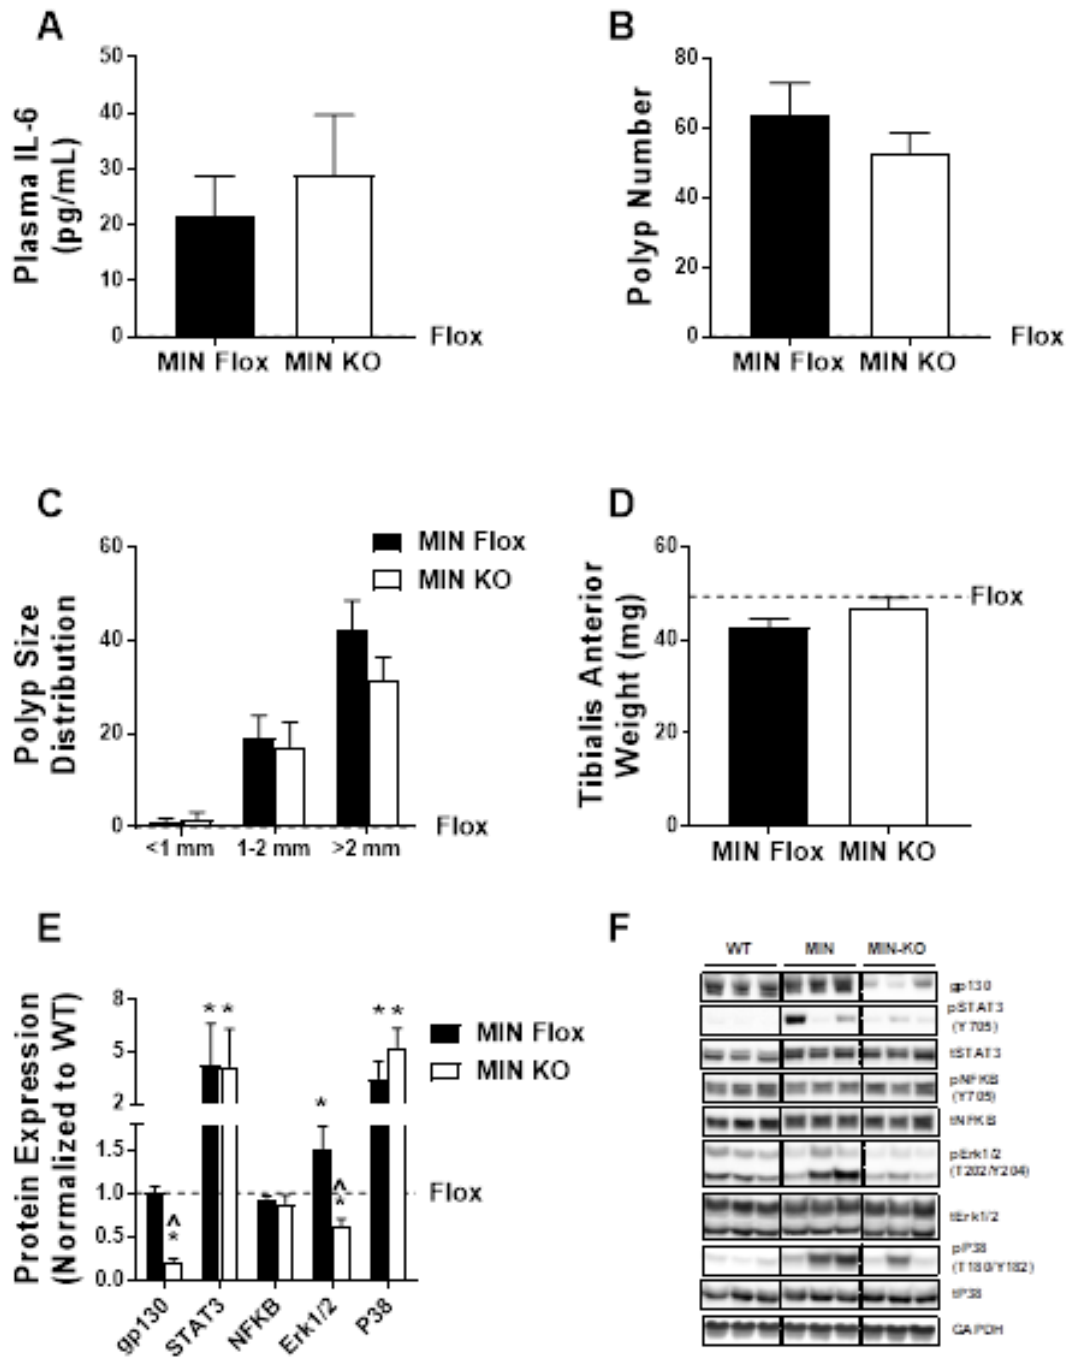 A
Plasma IL-6
(pg/mL)
50
40
30
20
10
0
Flox
MIN Flox MIN KO
B
Polyp Number
80
60
40
20
0
Flox
MIN Flox MIN KO
C
Polyp Size
Distribution
60
40
20
0
MIN Flox
MIN KO
Flox
<1 mm 1-2 mm >2 mm
D
Tibialis Anterior
Weight (mg)
60
40
20
0
Flox
MIN Flox MIN KO
E
Protein Expression
(Normalized to WT)
8
5
2
1.5
1.0
0.5
0.0
* *
*
* *
^
*
^
*
MIN Flox
MIN KO
Flox
gp130 STAT3 NFKB Erk1/2 P38
F
WT MIN MIN-KO
gp130
pSTAT3
(Y705)
tSTAT3
pNFKB
(Y705)
tNFKB
pErk1/2
(T202/Y204)
tErk1/2
pP38
(T180/Y182)
tP38
GAPDH